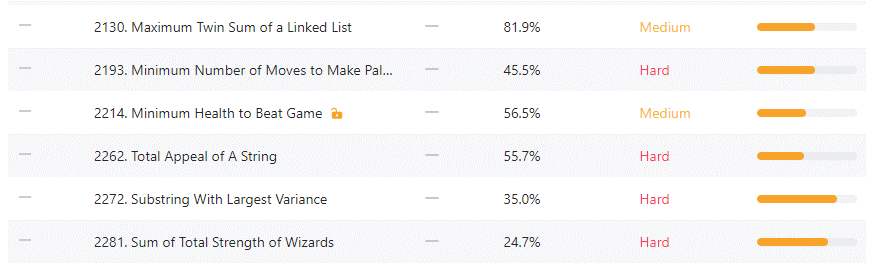 2130. Maximum Twin Sum of a Linked List 81.9% Medium
2193. Minimum Number of Moves to Make Pal... 45.5% Hard
2214. Minimum Health to Beat Game 56.5% Medium
2262. Total Appeal of A String 55.7% Hard
2272. Substring With Largest Variance 35.0% Hard
2281. Sum of Total Strength of Wizards 24.7% Hard